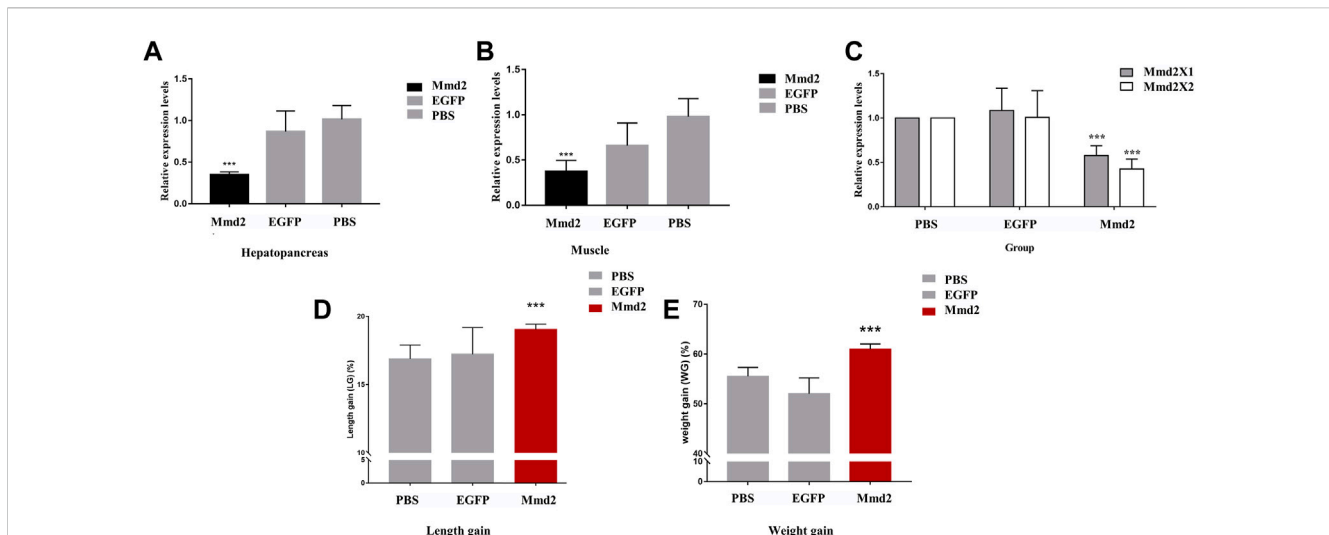 A
Relative expression levels
1.5
1.0
0.5
0.0
***
Mmd2
EGFP
PBS
Hepatopancreas
Mmd2
EGFP
PBS
B
Relative expression levels
1.5
1.0
0.5
0.0
***
Mmd2
EGFP
PBS
Muscle
Mmd2
EGFP
PBS
C
Relative expression levels
1.5
1.0
0.5
0.0
***
***
PBS
EGFP
Mmd2
Group
Mmd2X1
Mmd2X2
D
Length gain (LG) (%)
20
15
10
5
0
***
PBS
EGFP
Mmd2
Length gain
PBS
EGFP
Mmd2
E
weight gain (WG) (%)
70
60
50
40
10
0
***
PBS
EGFP
Mmd2
Weight gain
PBS
EGFP
Mmd2